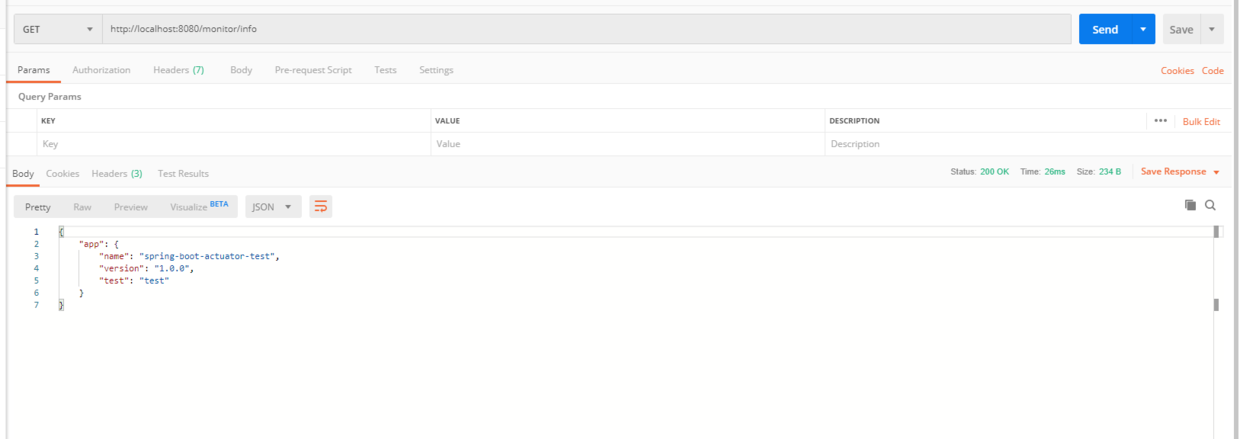 GET http://localhost:8080/monitor/info Send Save
Params Authorization Headers (7) Body Pre-request Script Tests Settings Cookies Code
Query Params
KEY VALUE DESCRIPTION ••• Bulk Edit
Key Value Description
Body Cookies Headers (3) Test Results Status: 200 OK Time: 26ms Size: 234 B Save Response
Pretty Raw Preview Visualize BETA JSON
1 {
2 "app": {
3 "name": "spring-boot-actuator-test",
4 "version": "1.0.0",
5 "test": "test"
6 }
7 }